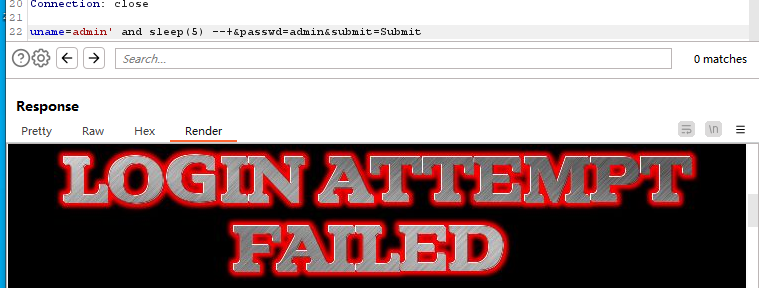 20 Connection: close
21
22 uname=admin' and sleep(5) --+&passwd=admin&submit=Submit
Search...
0 matches
Response
Pretty Raw Hex Render
\n
LOGIN ATTEMPT
FAILED